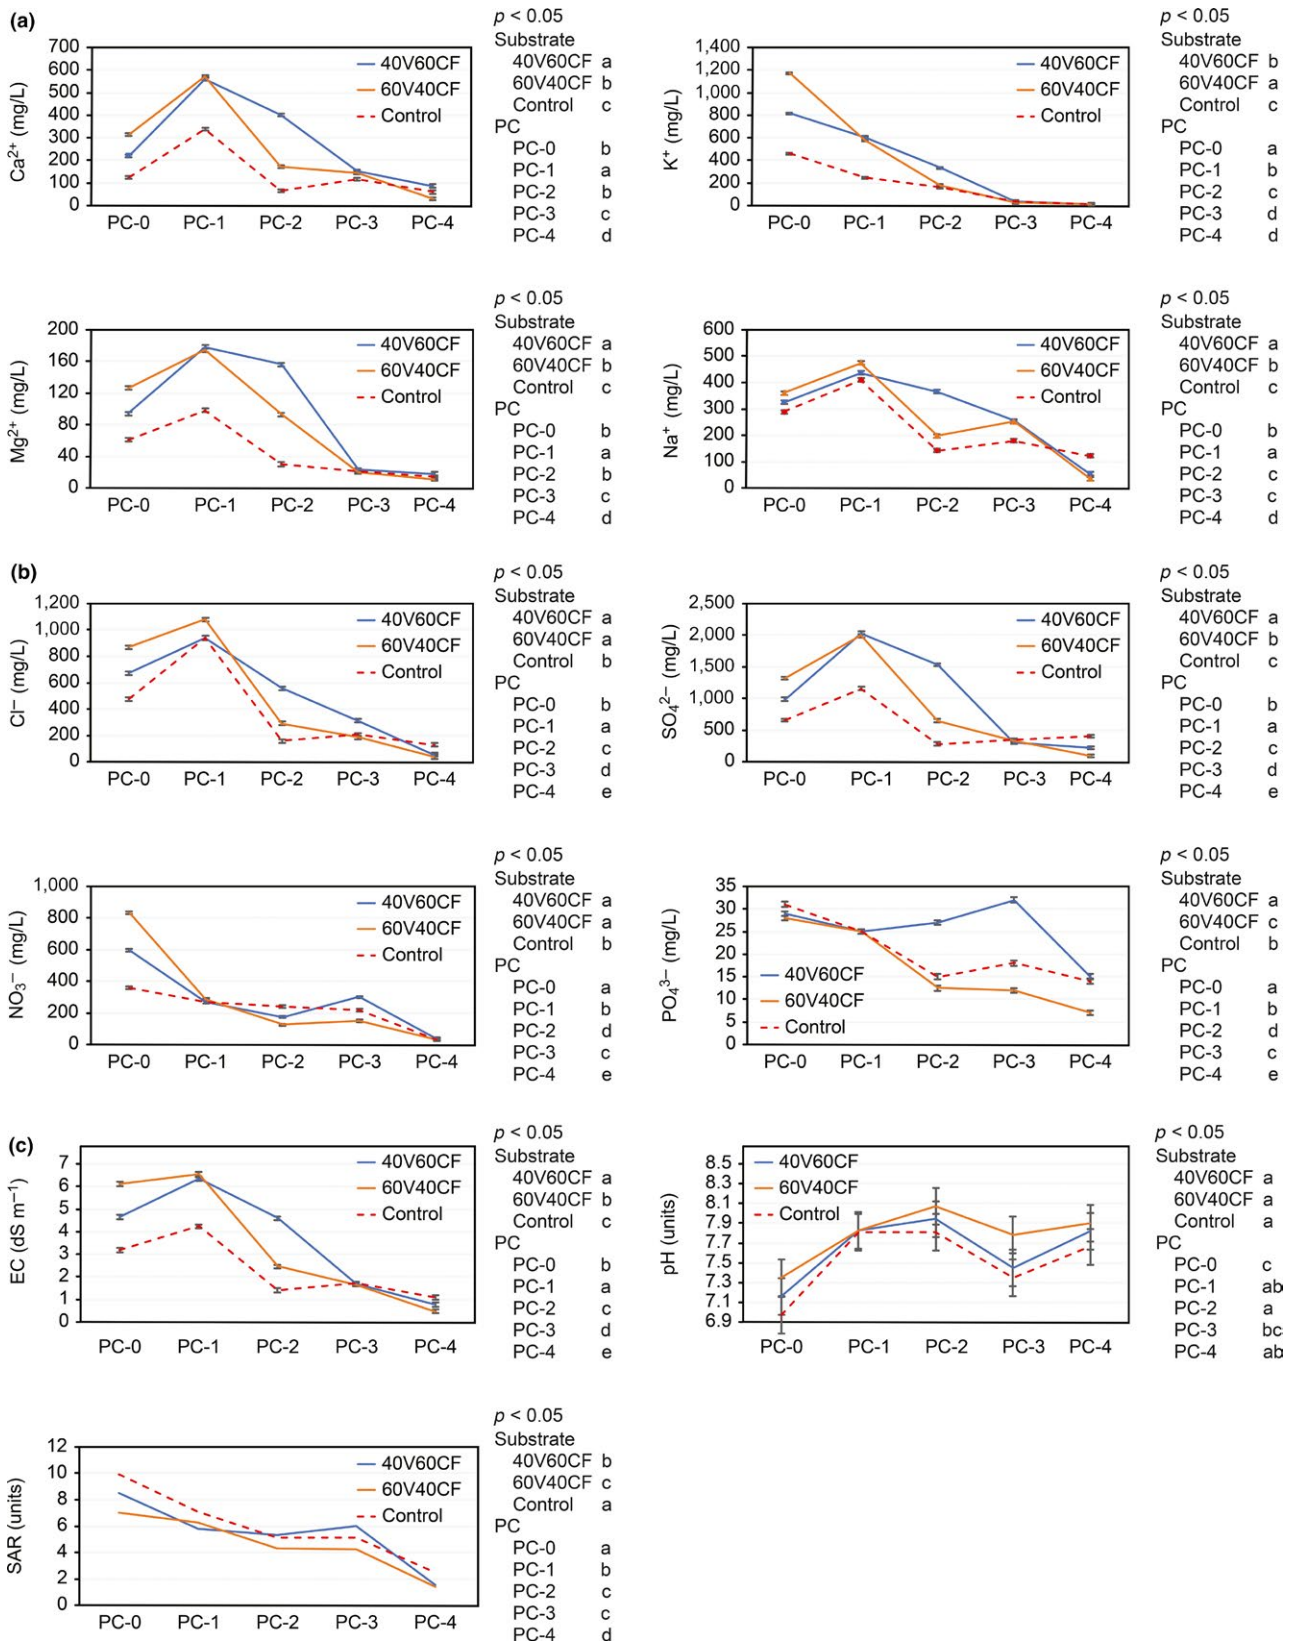 (a)
Ca2+ (mg/L)
700
600
500
400
300
200
100
0
40V60CF
60V40CF
Control
PC-0 PC-1 PC-2 PC-3 PC-4
p < 0.05
Substrate
40V60CF a
60V40CF b
Control c
PC
PC-0 b
PC-1 a
PC-2 b
PC-3 c
PC-4 d
K+ (mg/L)
1,400
1,200
1,000
800
600
400
200
0
40V60CF
60V40CF
Control
PC-0 PC-1 PC-2 PC-3 PC-4
p < 0.05
Substrate
40V60CF b
60V40CF a
Control c
PC
PC-0 a
PC-1 b
PC-2 c
PC-3 d
PC-4 d
Mg2+ (mg/L)
200
160
120
80
40
0
40V60CF
60V40CF
Control
PC-0 PC-1 PC-2 PC-3 PC-4
p < 0.05
Substrate
40V60CF a
60V40CF b
Control c
PC
PC-0 b
PC-1 a
PC-2 b
PC-3 c
PC-4 d
Na+ (mg/L)
600
500
400
300
200
100
0
40V60CF
60V40CF
Control
PC-0 PC-1 PC-2 PC-3 PC-4
p < 0.05
Substrate
40V60CF a
60V40CF b
Control c
PC
PC-0 b
PC-1 a
PC-2 c
PC-3 c
PC-4 d
(b)
Cl− (mg/L)
1,200
1,000
800
600
400
200
0
40V60CF
60V40CF
Control
PC-0 PC-1 PC-2 PC-3 PC-4
p < 0.05
Substrate
40V60CF a
60V40CF a
Control b
PC
PC-0 b
PC-1 a
PC-2 c
PC-3 d
PC-4 e
SO42− (mg/L)
2,500
2,000
1,500
1,000
500
0
40V60CF
60V40CF
Control
PC-0 PC-1 PC-2 PC-3 PC-4
p < 0.05
Substrate
40V60CF a
60V40CF b
Control c
PC
PC-0 b
PC-1 a
PC-2 c
PC-3 d
PC-4 e
NO3− (mg/L)
1,000
800
600
400
200
0
40V60CF
60V40CF
Control
PC-0 PC-1 PC-2 PC-3 PC-4
p < 0.05
Substrate
40V60CF a
60V40CF a
Control b
PC
PC-0 a
PC-1 b
PC-2 d
PC-3 c
PC-4 e
PO43− (mg/L)
35
30
25
20
15
10
5
0
40V60CF
60V40CF
Control
PC-0 PC-1 PC-2 PC-3 PC-4
p < 0.05
Substrate
40V60CF a
60V40CF c
Control b
PC
PC-0 a
PC-1 b
PC-2 d
PC-3 c
PC-4 e
(c)
EC (dS m−1)
7
6
5
4
3
2
1
0
40V60CF
60V40CF
Control
PC-0 PC-1 PC-2 PC-3 PC-4
p < 0.05
Substrate
40V60CF a
60V40CF b
Control c
PC
PC-0 b
PC-1 a
PC-2 c
PC-3 d
PC-4 e
pH (units)
8.5
8.3
8.1
7.9
7.7
7.5
7.3
7.1
6.9
40V60CF
60V40CF
Control
PC-0 PC-1 PC-2 PC-3 PC-4
p < 0.05
Substrate
40V60CF a
60V40CF a
Control a
PC
PC-0 c
PC-1 ab
PC-2 a
PC-3 bc
PC-4 ab
SAR (units)
12
10
8
6
4
2
0
40V60CF
60V40CF
Control
PC-0 PC-1 PC-2 PC-3 PC-4
p < 0.05
Substrate
40V60CF b
60V40CF c
Control a
PC
PC-0 a
PC-1 b
PC-2 c
PC-3 c
PC-4 d